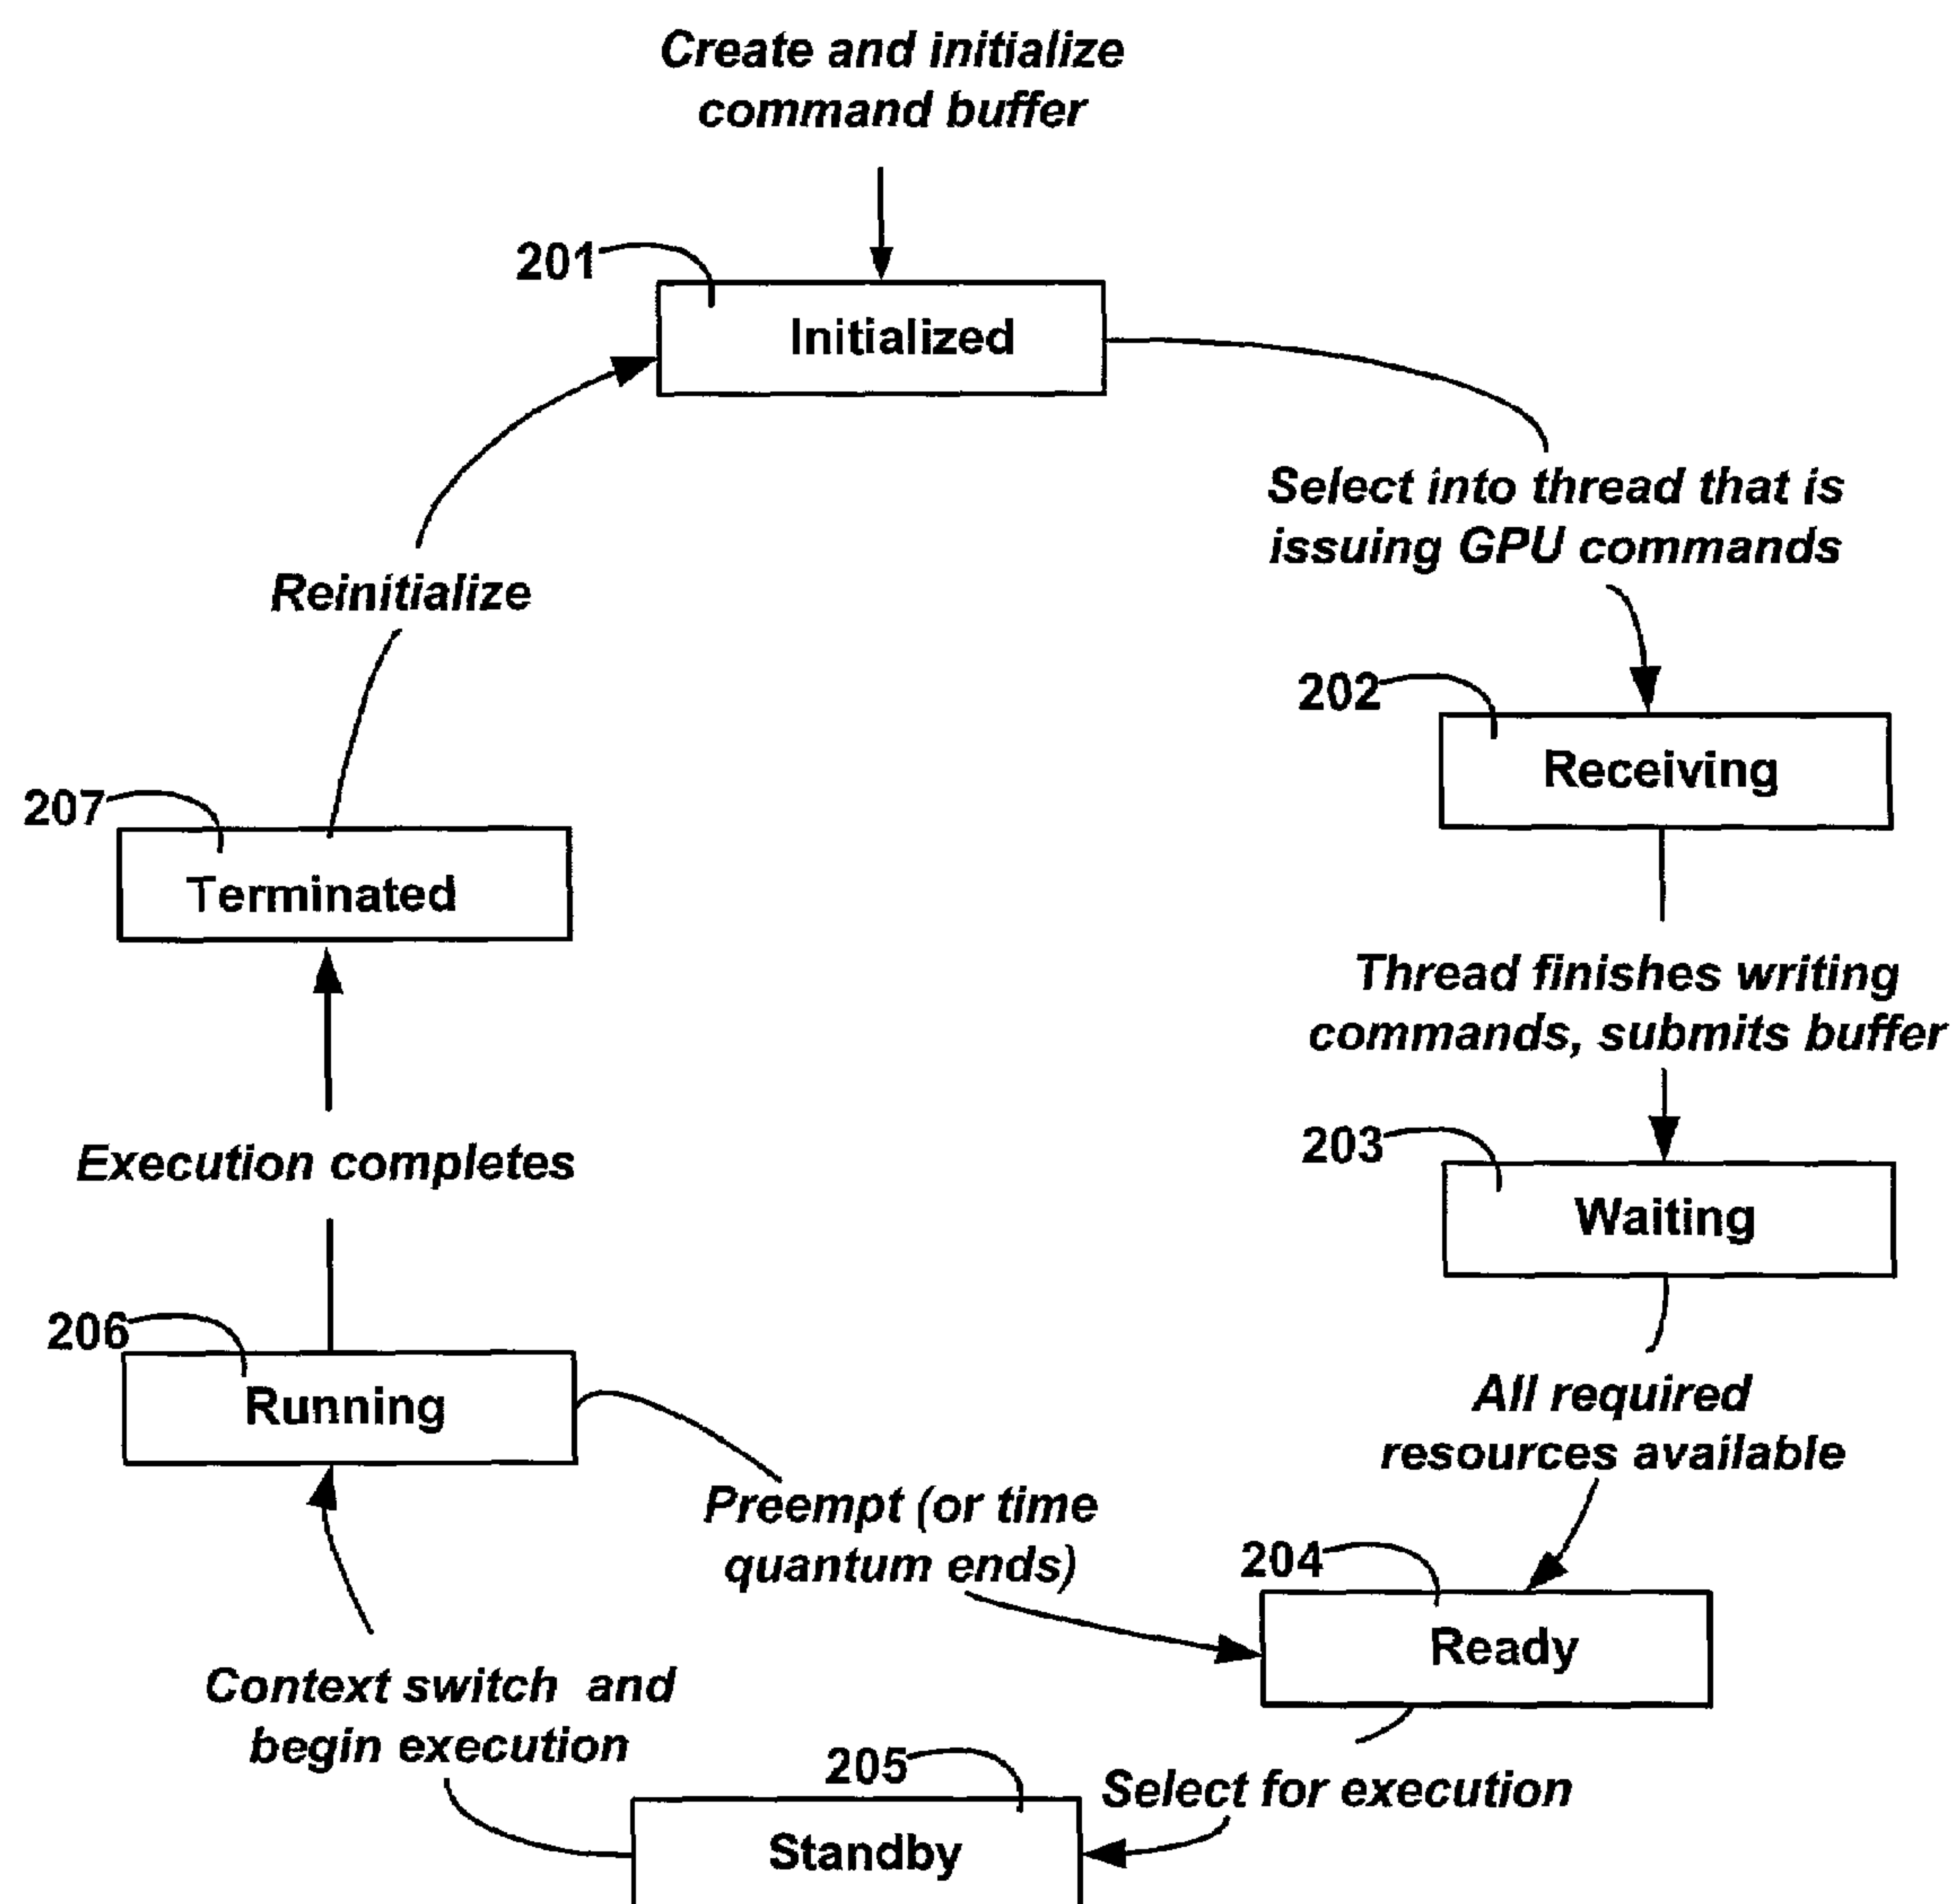 Create and initialize
command buffer
201
Initialized
Select into thread that is
issuing GPU commands
Reinitialize
202
Receiving
207
Terminated
Thread finishes writing
commands, submits buffer
203
Waiting
Execution completes
206
Running
All required
resources available
Preempt (or time
quantum ends)
204
Ready
Context switch and
begin execution
205
Select for execution
Standby